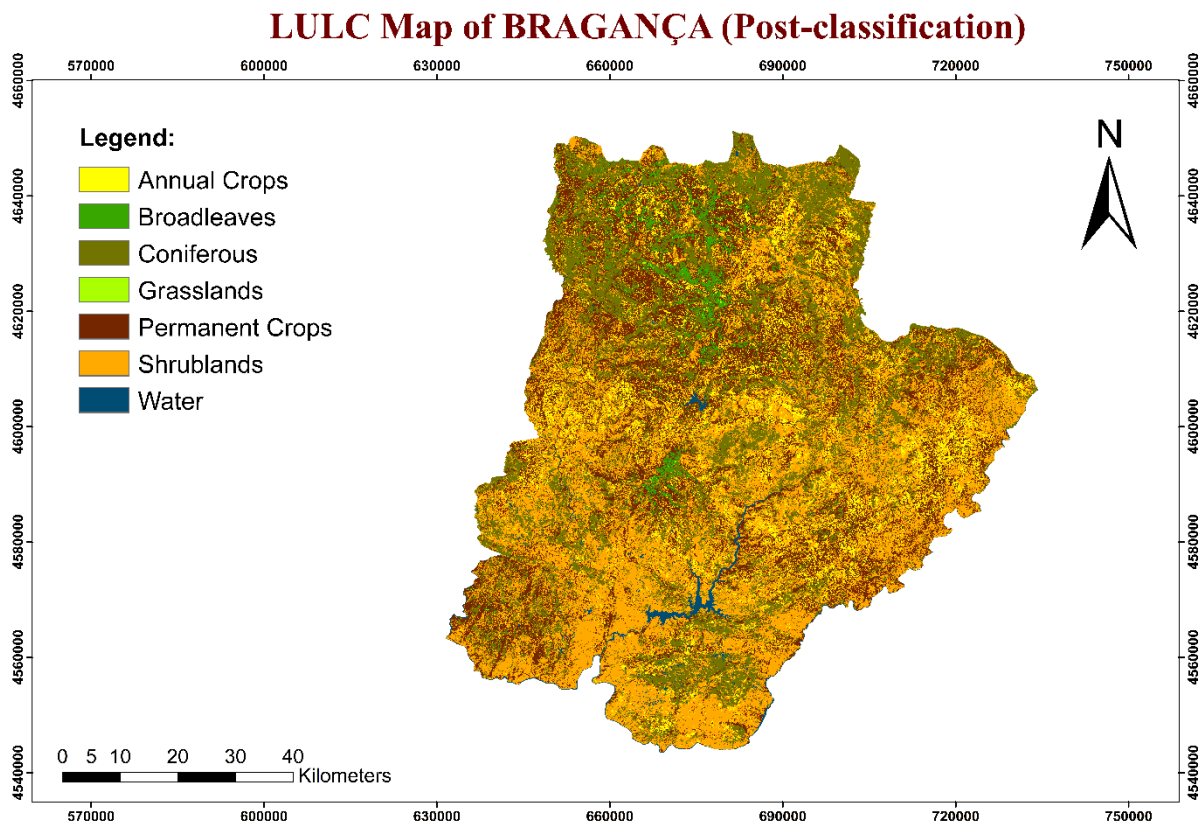 LULC Map of BRAGANÇA (Post-classification)
570000 600000 630000 660000 690000 720000 750000
4660000 4660000
Legend:
N
Annual Crops
4640000 4640000
Broadleaves
Coniferous
Grasslands
4620000 4620000
Permanent Crops
Shrublands
Water
4600000 4600000
4580000 4580000
4560000 4560000
0 5 10 20 30 40
Kilometers
4540000 4540000
570000 600000 630000 660000 690000 720000 750000